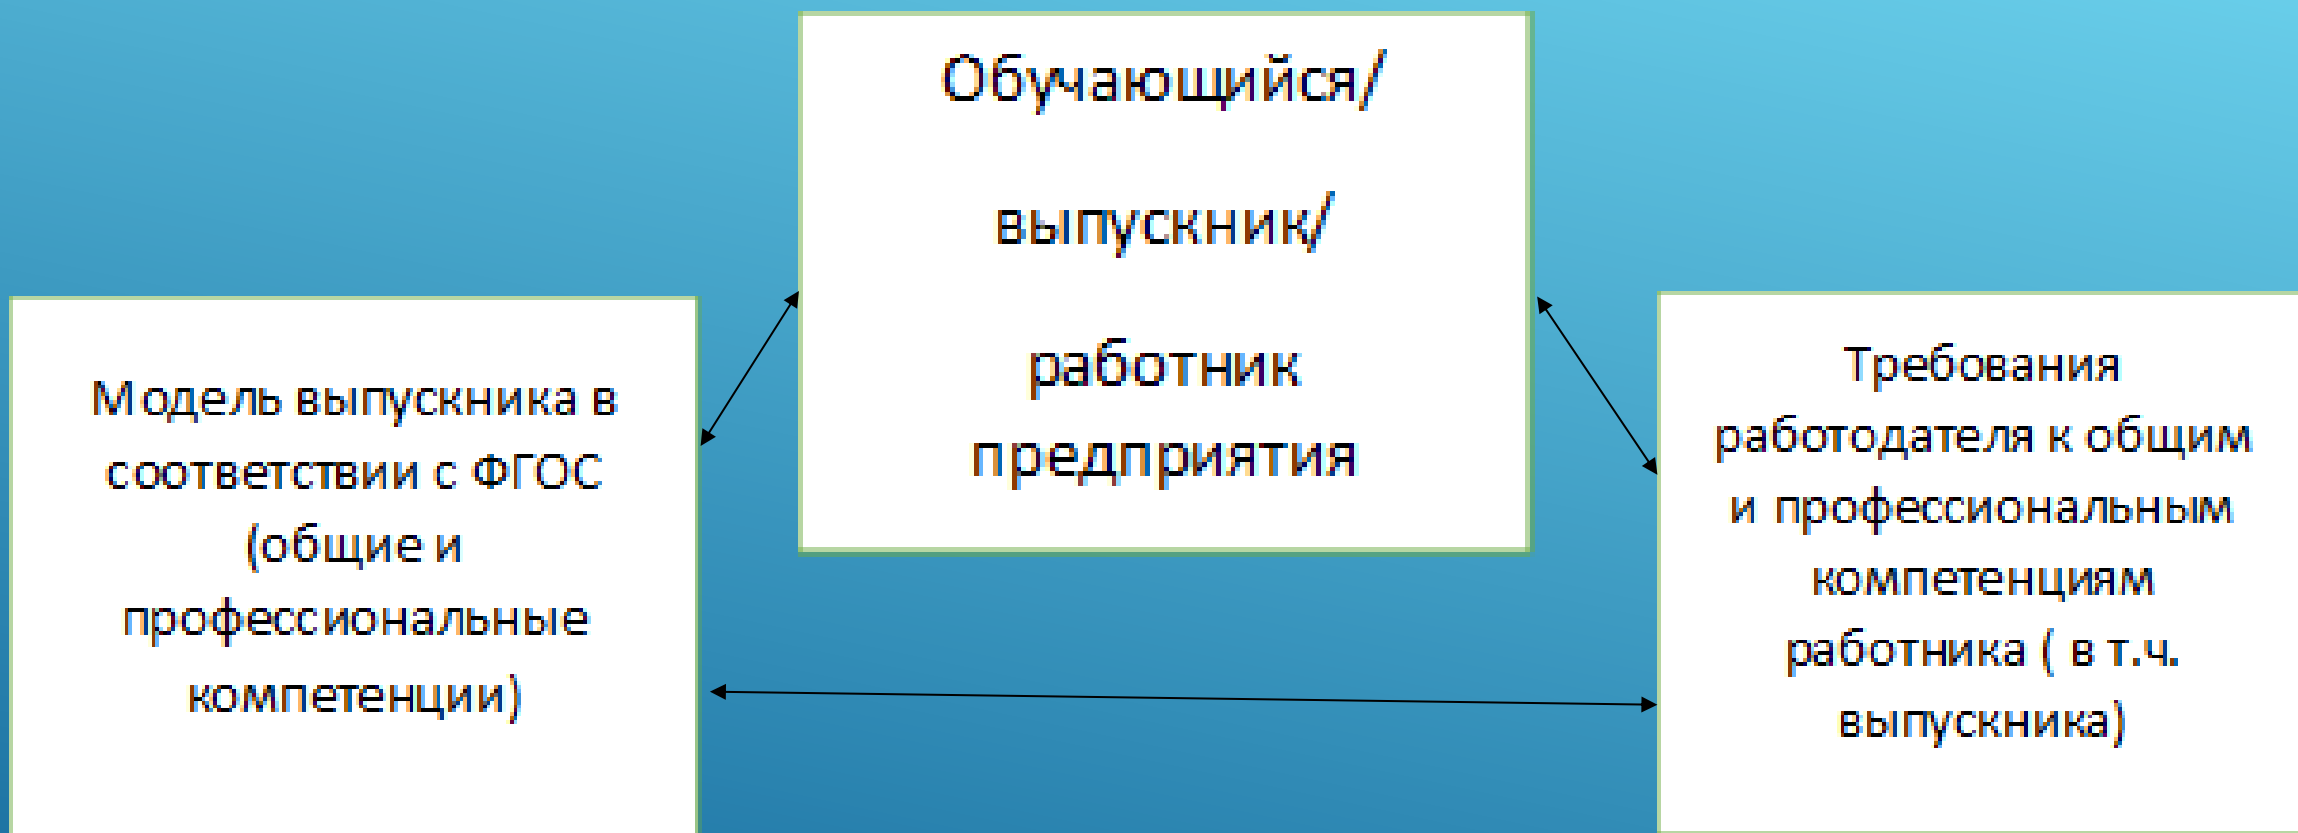 Обучающийся/
выпускник/
работник
предприятия
Модель выпускника в
соответствии с ФГОС
(общие и
профессиональные
компетенции)
Требования
работодателя к общим
и профессиональным
компетенциям
работника ( в т.ч.
выпускника)